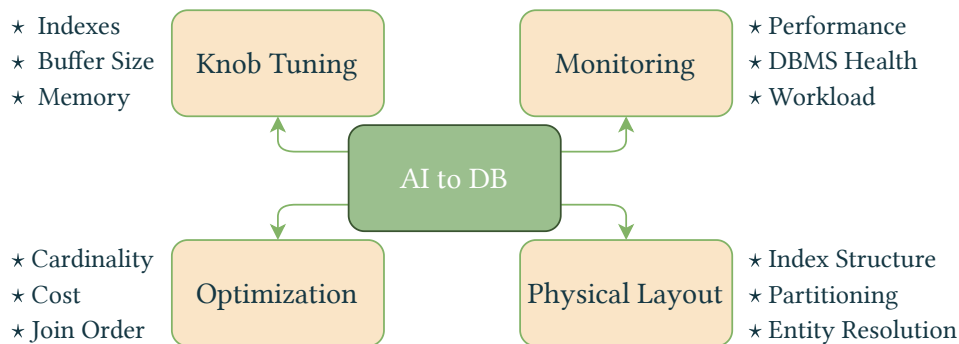 ★ Indexes
★ Buffer Size
★ Memory
Knob Tuning
Monitoring
★ Performance
★ DBMS Health
★ Workload
AI to DB
★ Cardinality
★ Cost
★ Join Order
Optimization
Physical Layout
★ Index Structure
★ Partitioning
★ Entity Resolution